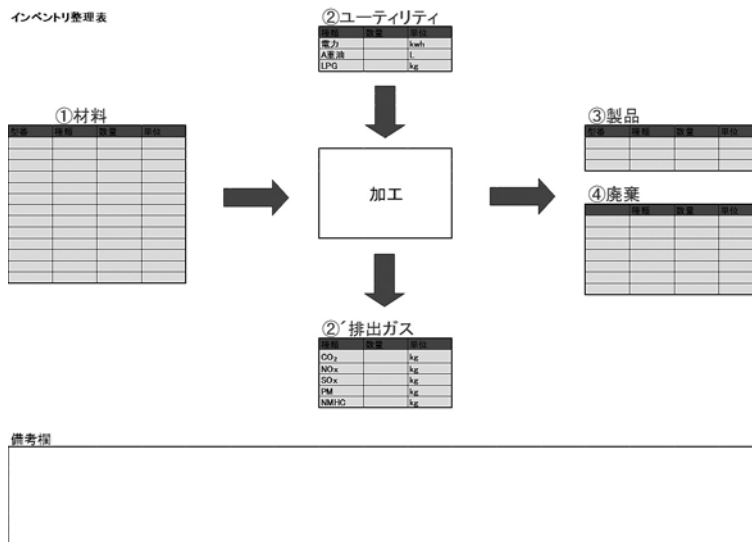 インベントリ整理表
②ユーティリティ
種類 数量 単位
電力 kwh
A重油 L
LPG kg
①材料
型番 種類 数量 単位
加工
③製品
型番 種類 数量 単位
④廃棄
種類 数量 単位
②´排出ガス
種類 数量 単位
CO₂ kg
NOx kg
SOx kg
PM kg
NMHC kg
備考欄